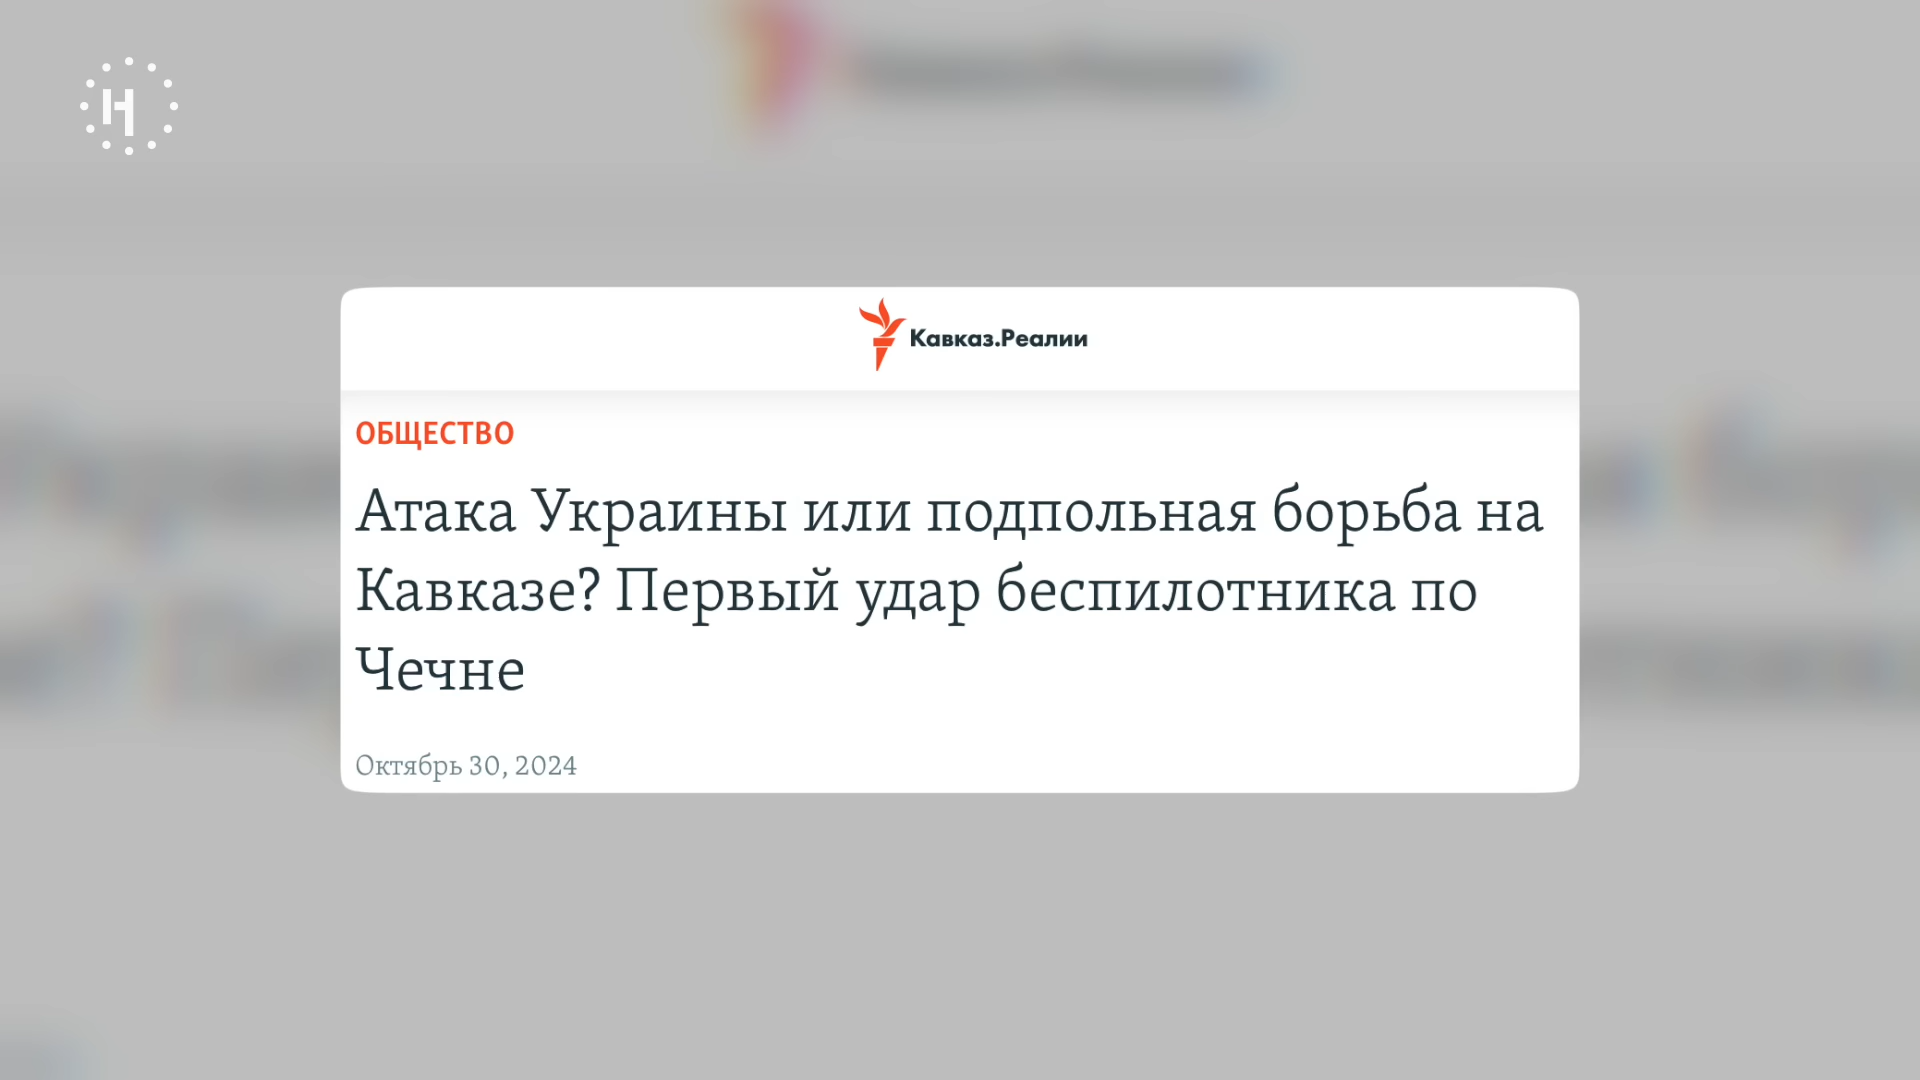 Кавказ.Реалии
ОБЩЕСТВО
Атака Украины или подпольная борьба на
Кавказе? Первый удар беспилотника по
Чечне
Октябрь 30, 2024